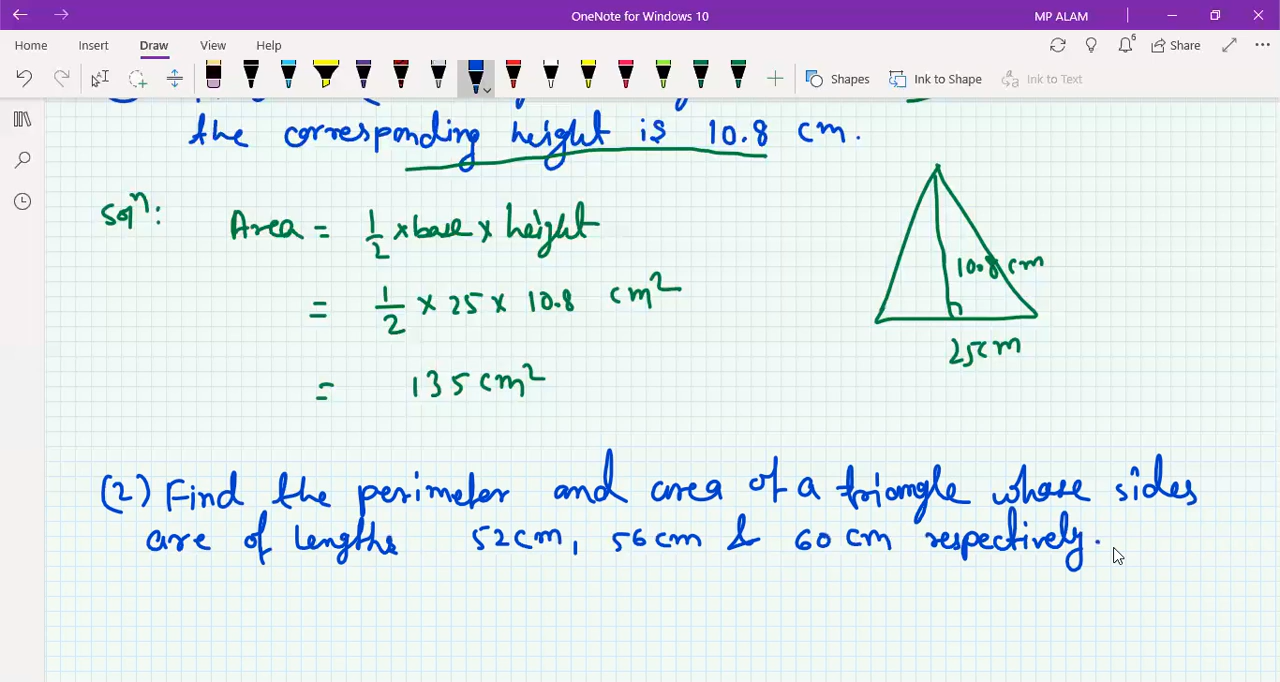 OneNote for Windows 10
MP ALAM
Home Insert Draw View Help
Share
Shapes Ink to Shape Ink to Text
the corresponding height is 10.8 cm.
Solⁿ: Area = 1/2 × base × height
= 1/2 × 25 × 10.8 cm²
= 135 cm²
10.8 cm
25cm
(2) Find the perimeter and area of a triangle whose sides
are of lengths 52cm, 56cm & 60 cm respectively.